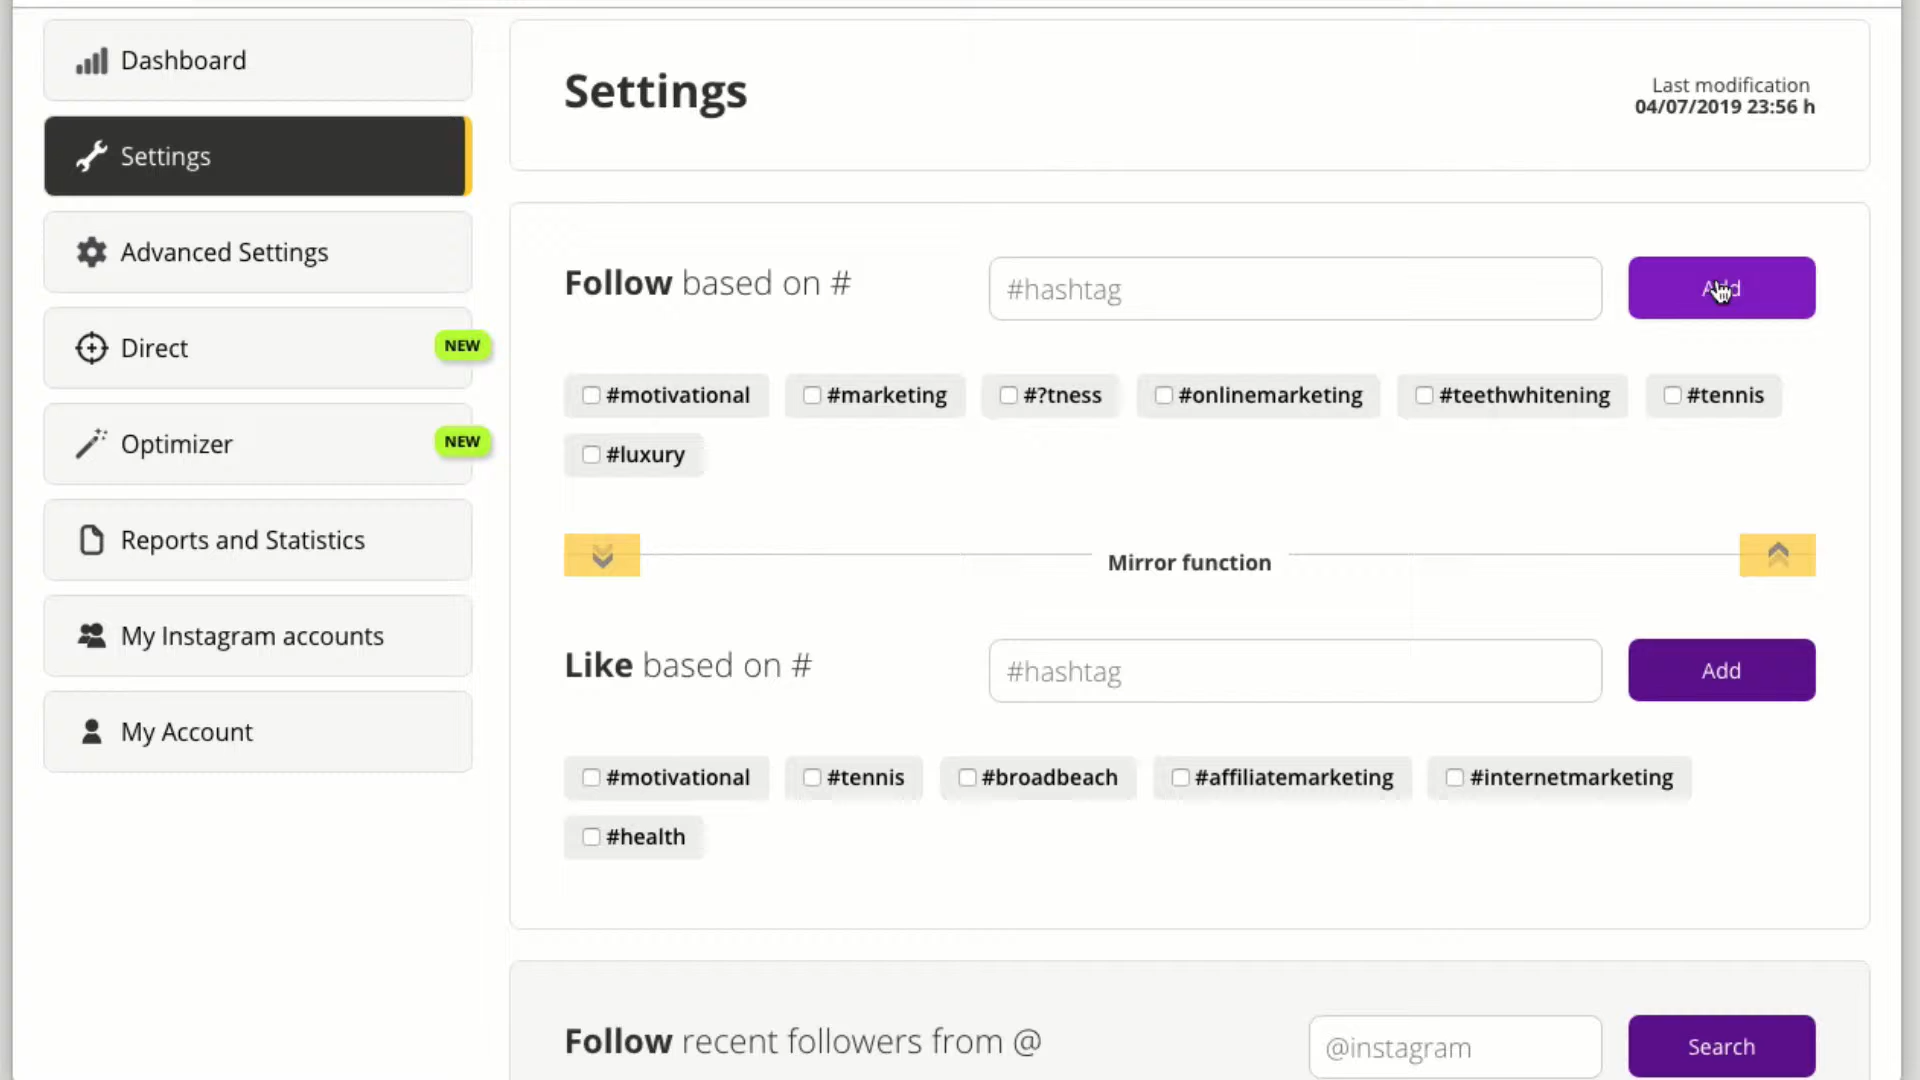 Dashboard
Settings
Advanced Settings
Direct
NEW
Optimizer
NEW
Reports and Statistics
My Instagram accounts
My Account
Settings
Last modification
04/07/2019 23:56 h
Follow based on #
#hashtag
Add
#motivational #marketing #?tness #onlinemarketing #teethwhitening #tennis
#luxury
Mirror function
Like based on #
#hashtag
Add
#motivational #tennis #broadbeach #affiliatemarketing #internetmarketing
#health
Follow recent followers from @
@instagram
Search